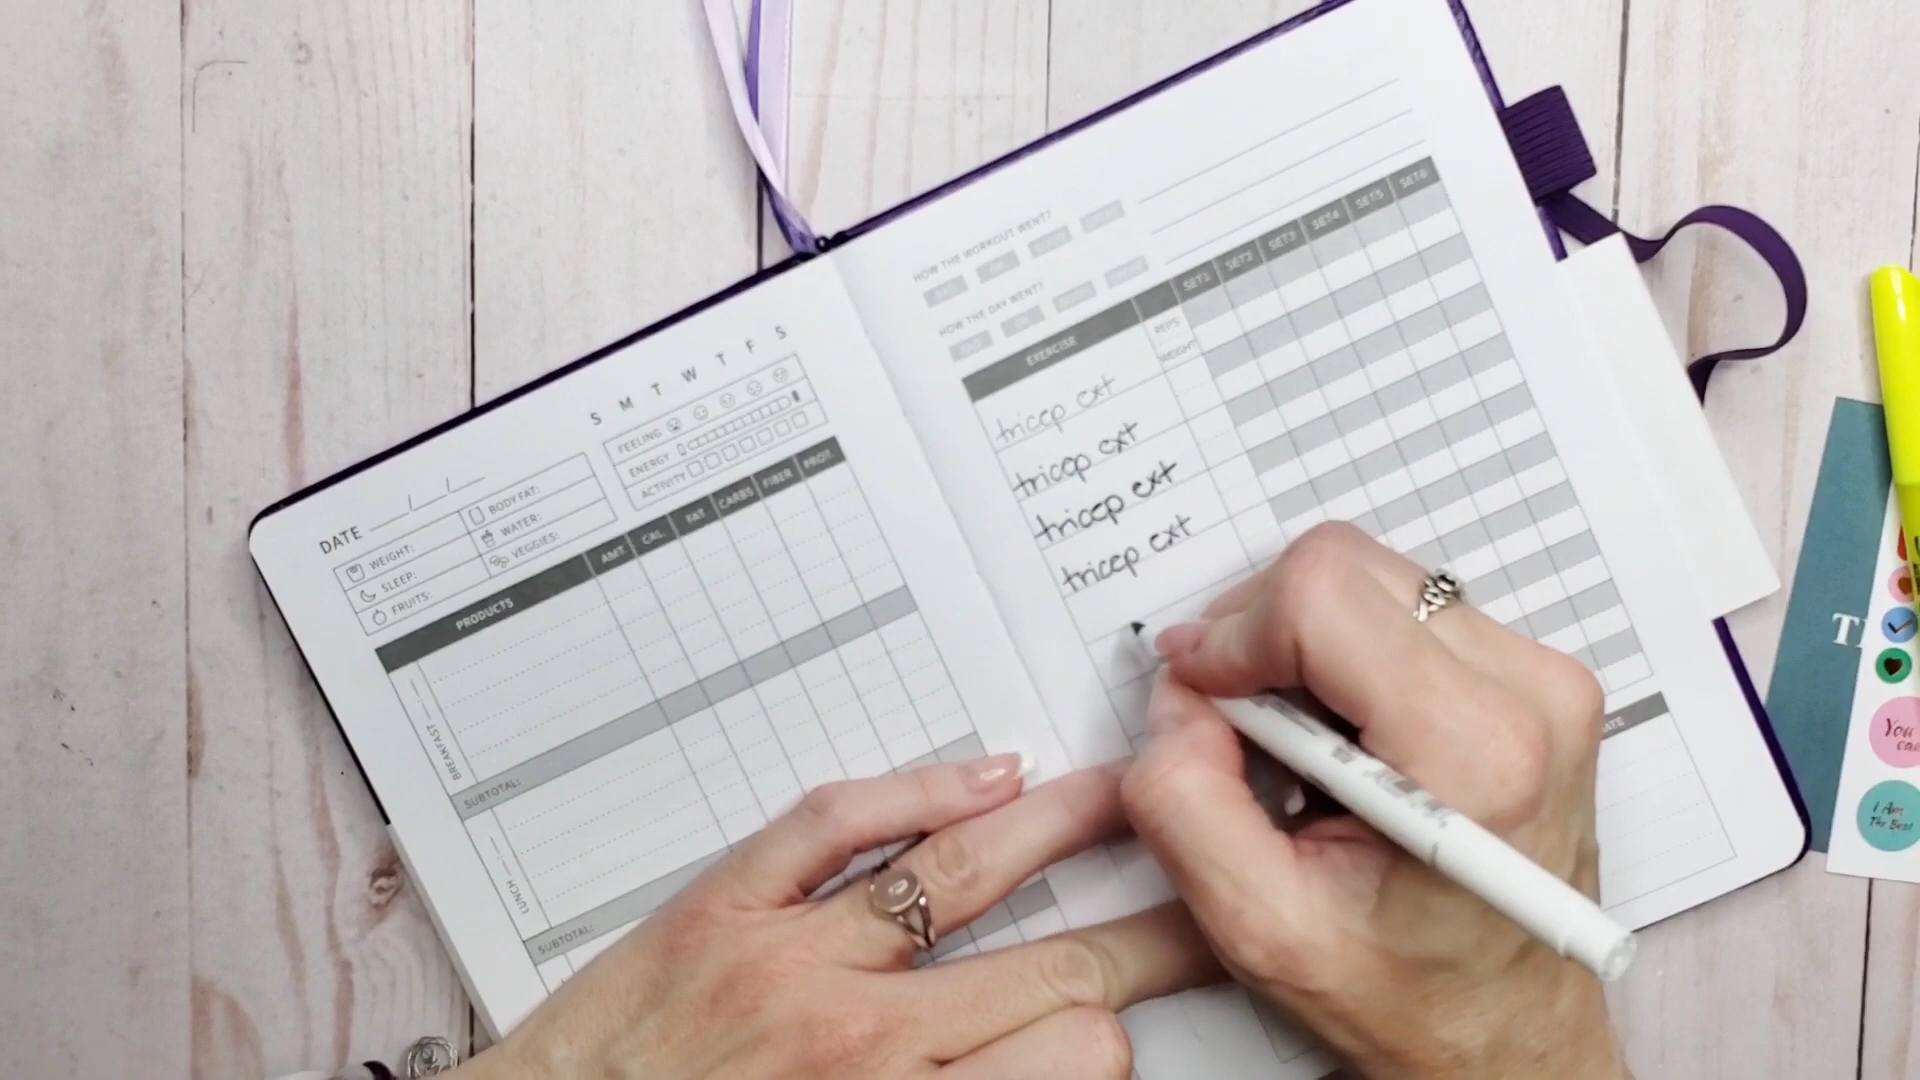 S M T W T F S
DATE
WEIGHT:
BODY FAT:
SLEEP:
WATER:
FRUITS:
VEGGIES:
FEELING
ENERGY
ACTIVITY
PRODUCTS AMT. CAL. FAT CARBS FIBER PROT.
BREAKFAST
SUBTOTAL:
LUNCH
SUBTOTAL:
HOW THE WORKOUT WENT?
HOW THE DAY WENT?
EXERCISE SET1 SET2 SET3 SET4 SET5 SET6
REPS
WEIGHT
tricep ext
tricep ext
tricep ext
tricep ext
You
I Am
The Best